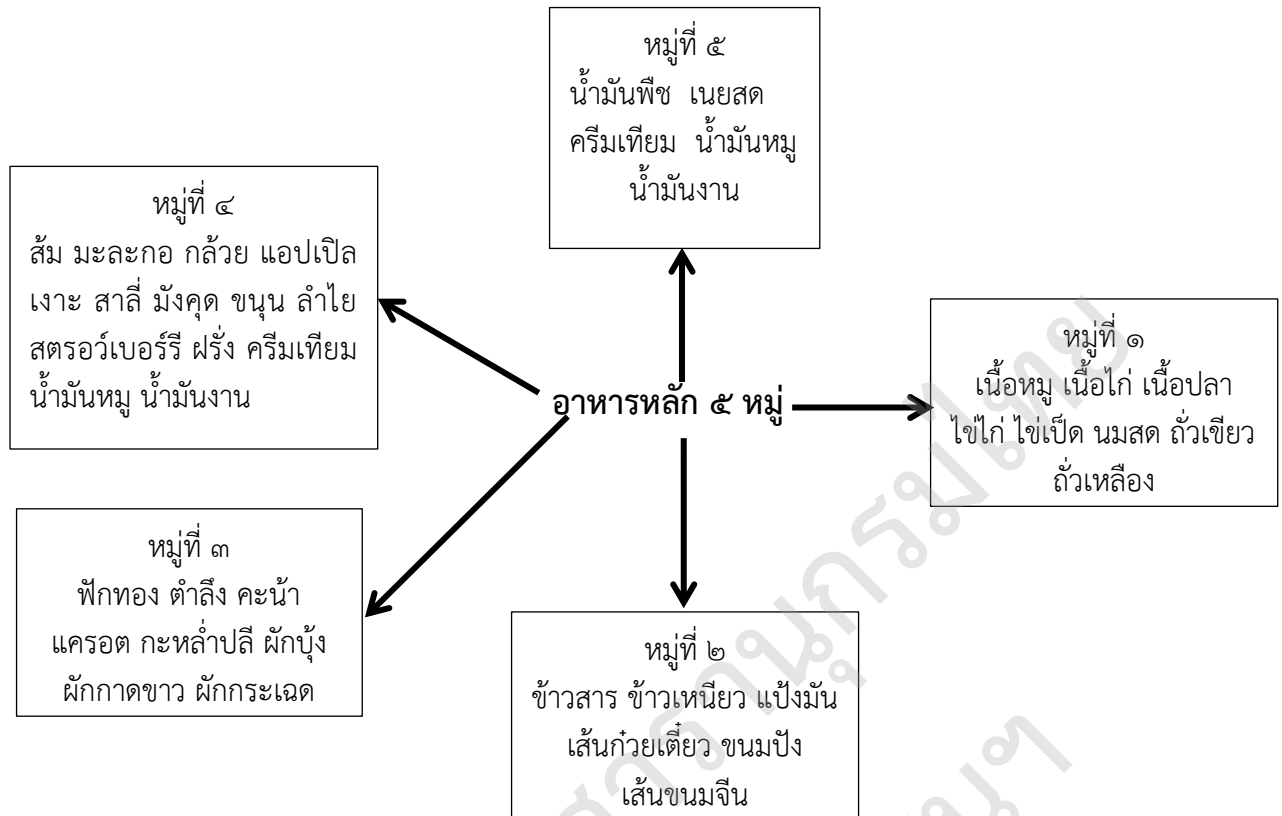 หมู่ที่ ๕
น้ำมันพืช เนยสด
ครีมเทียม น้ำมันหมู
น้ำมันงาน
หมู่ที่ ๔
ส้ม มะละกอ กล้วย แอปเปิล
เงาะ สาลี่ มังคุด ขนุน ลำไย
สตรอว์เบอร์รี ฝรั่ง ครีมเทียม
น้ำมันหมู น้ำมันงาน
หมู่ที่ ๑
เนื้อหมู เนื้อไก่ เนื้อปลา
ไข่ไก่ ไข่เป็ด นมสด ถั่วเขียว
ถั่วเหลือง
อาหารหลัก ๕ หมู่
หมู่ที่ ๓
ฟักทอง ตำลึง คะน้า
แครอต กะหล่ำปลี ผักบุ้ง
ผักกาดขาว ผักกระเฉด
หมู่ที่ ๒
ข้าวสาร ข้าวเหนียว แป้งมัน
เส้นก๋วยเตี๋ยว ขนมปัง
เส้นขนมจีน